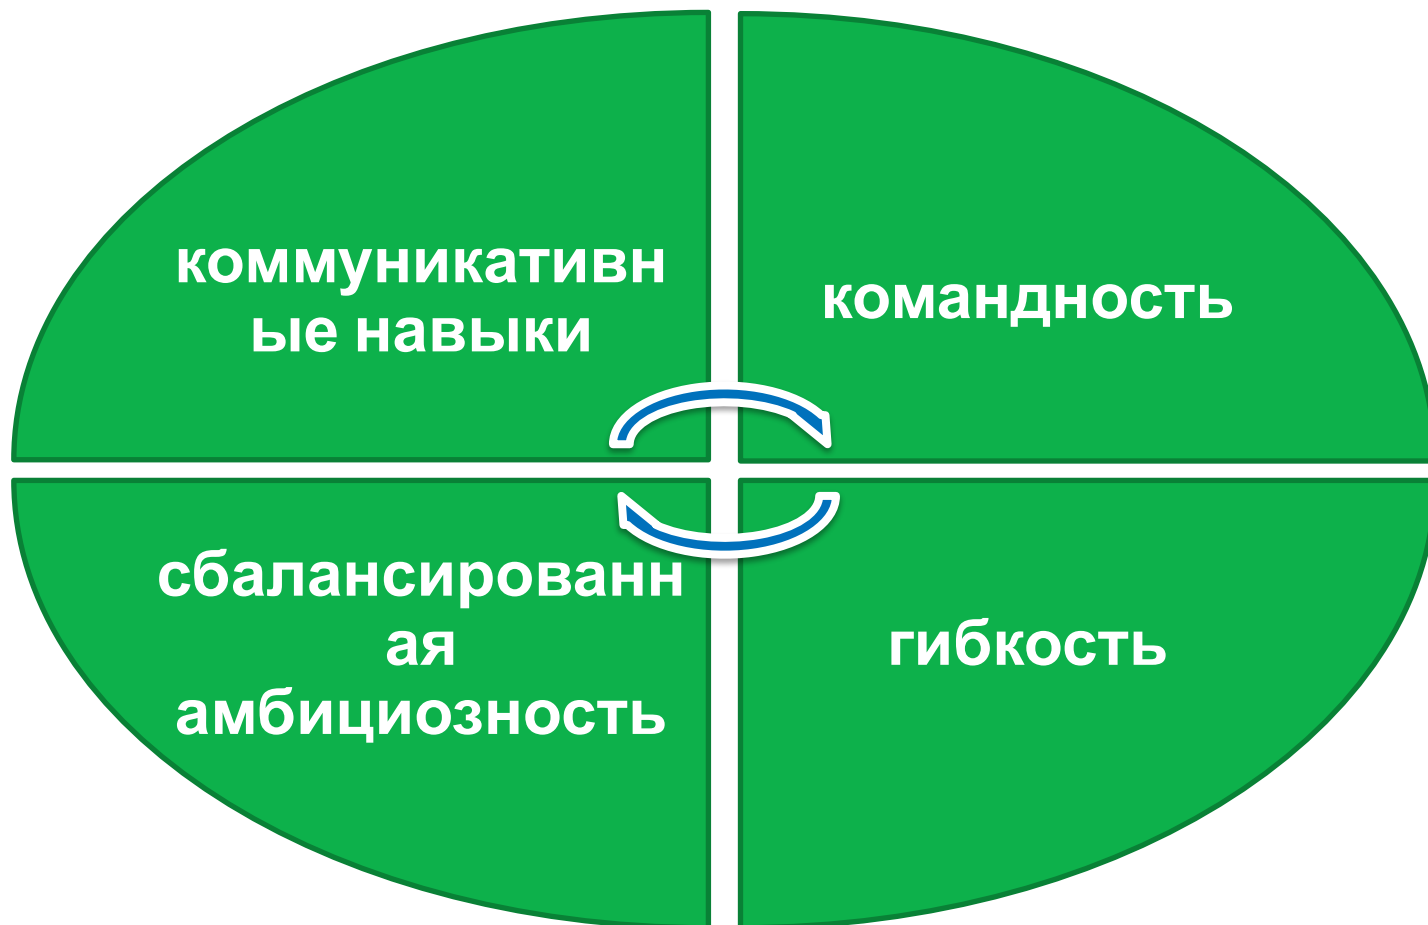 коммуникативн
ые навыки
командность
сбалансированн
ая
амбициозность
гибкость